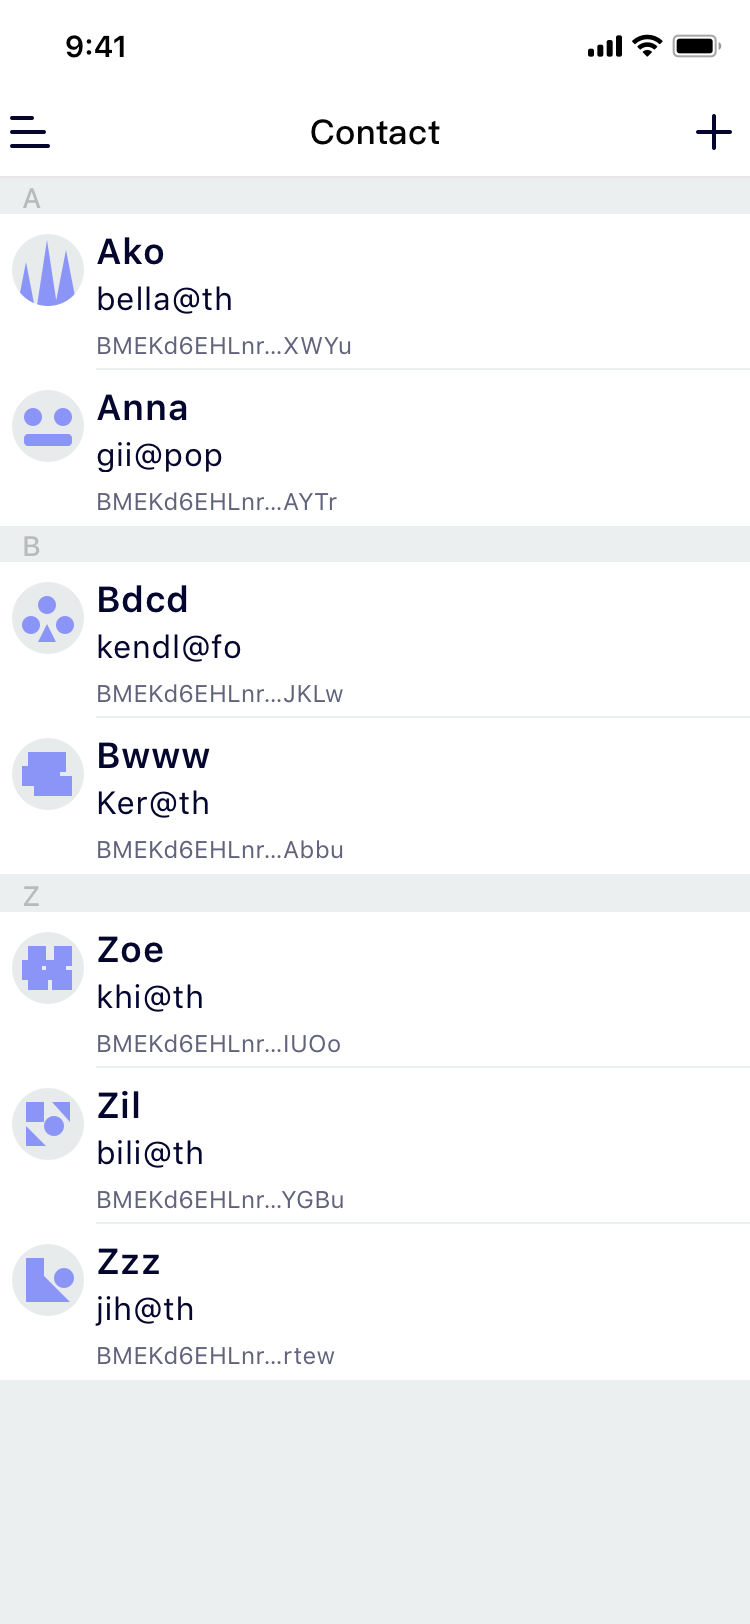 9:41
Contact
A
Ako
bella@th
BMEKd6EHLnr...XWYu
Anna
gii@pop
BMEKd6EHLnr...AYTr
B
Bdcd
kendl@fo
BMEKd6EHLnr...JKLw
Bwww
Ker@th
BMEKd6EHLnr...Abbu
Z
Zoe
khi@th
BMEKd6EHLnr...IUOo
Zil
bili@th
BMEKd6EHLnr...YGBu
Zzz
jih@th
BMEKd6EHLnr...rtew